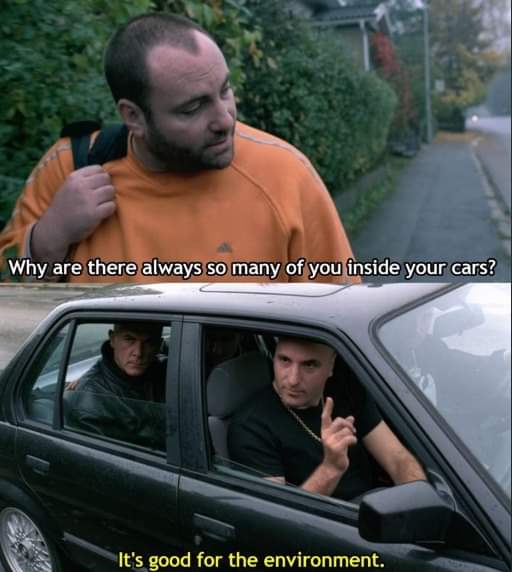 Why are there always so many of you inside your cars?
It's good for the environment.